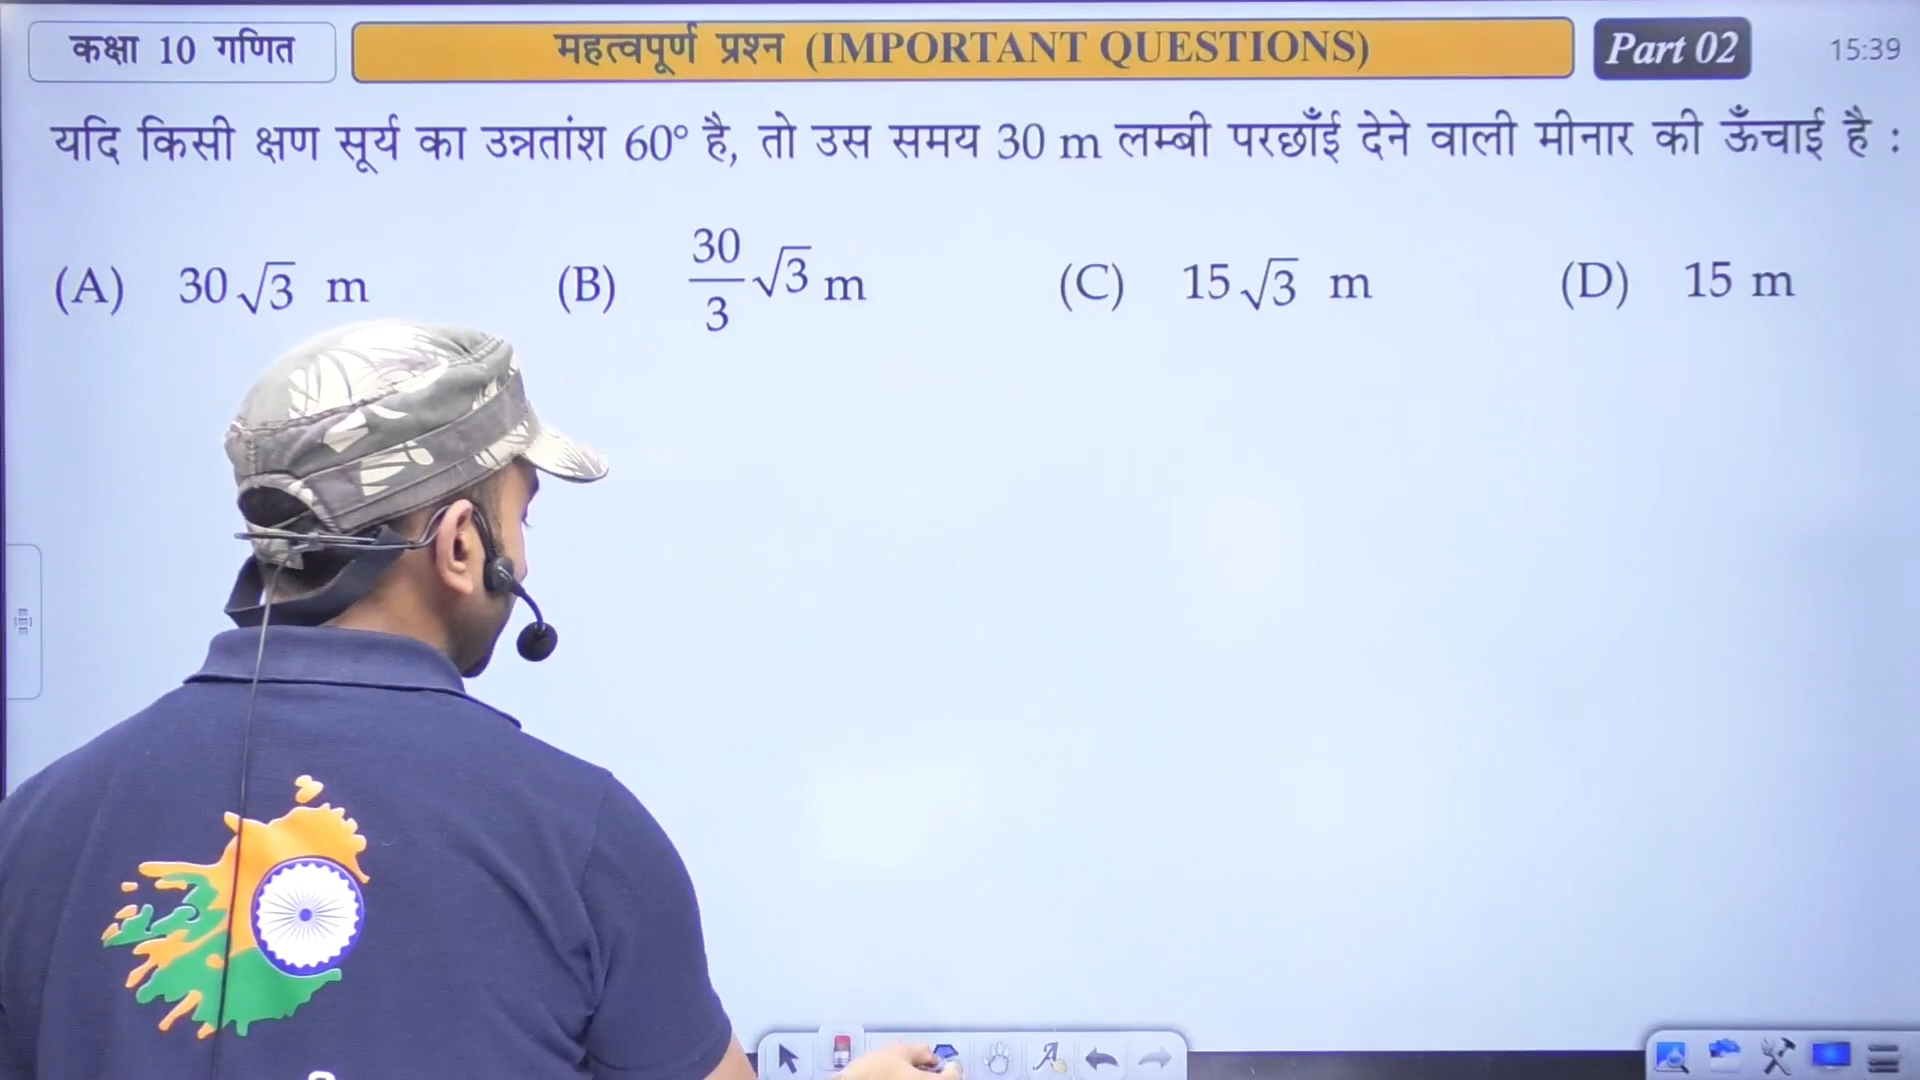 कक्षा 10 गणित
महत्वपूर्ण प्रश्न (IMPORTANT QUESTIONS)
Part 02
15:39
यदि किसी क्षण सूर्य का उन्नतांश 60° है, तो उस समय 30 m लम्बी परछाँई देने वाली मीनार की ऊँचाई है :
(A) 30√3 m (B) 30/3 √3 m (C) 15√3 m (D) 15 m